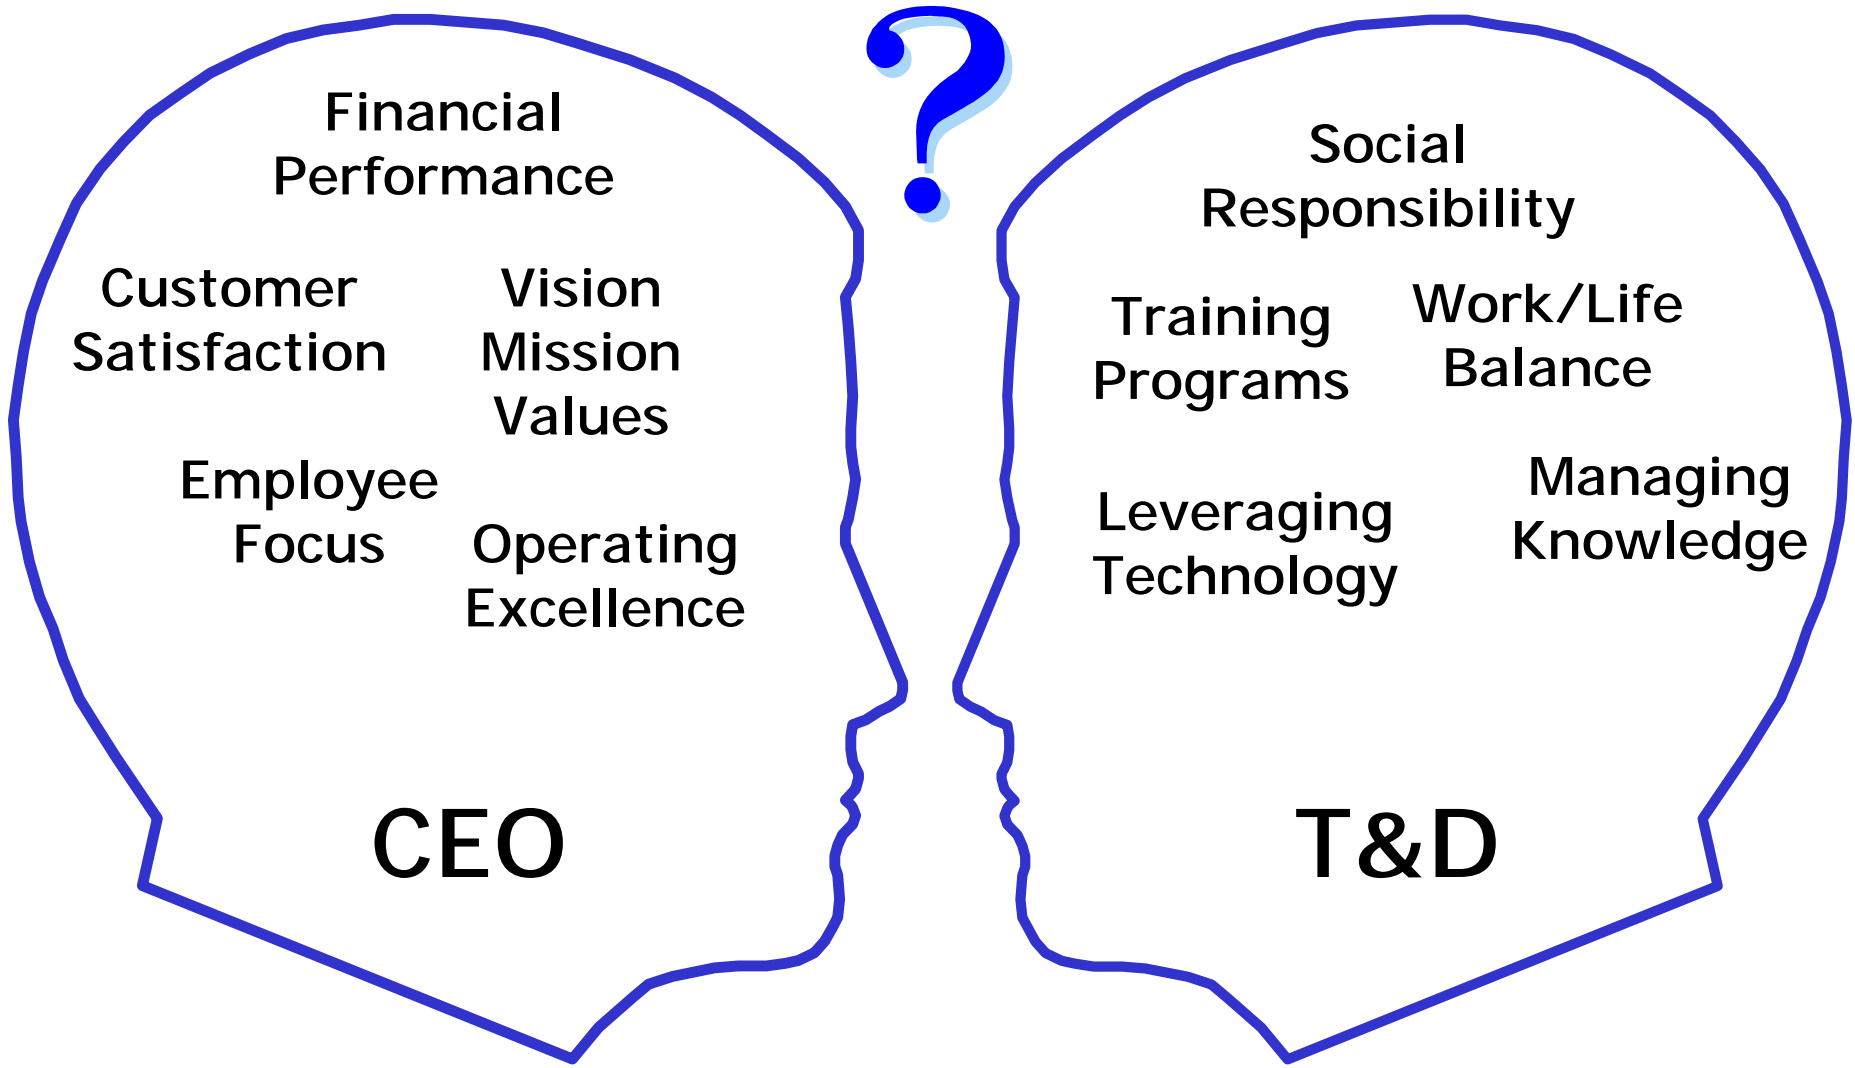 ?
Financial
Performance
Customer
Satisfaction
Vision
Mission
Values
Employee
Focus
Operating
Excellence
CEO
Social
Responsibility
Training
Programs
Work/Life
Balance
Leveraging
Technology
Managing
Knowledge
T&D